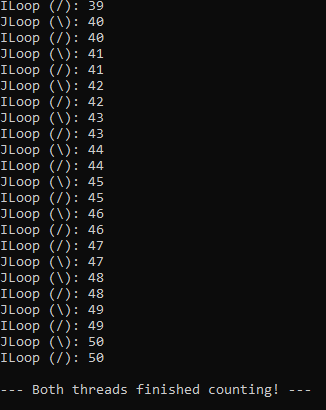 ILoop (/): 39
JLoop (\): 40
ILoop (/): 40
JLoop (\): 41
ILoop (/): 41
JLoop (\): 42
ILoop (/): 42
JLoop (\): 43
ILoop (/): 43
JLoop (\): 44
ILoop (/): 44
JLoop (\): 45
ILoop (/): 45
JLoop (\): 46
ILoop (/): 46
ILoop (/): 47
JLoop (\): 47
JLoop (\): 48
ILoop (/): 48
JLoop (\): 49
ILoop (/): 49
JLoop (\): 50
ILoop (/): 50
--- Both threads finished counting! ---